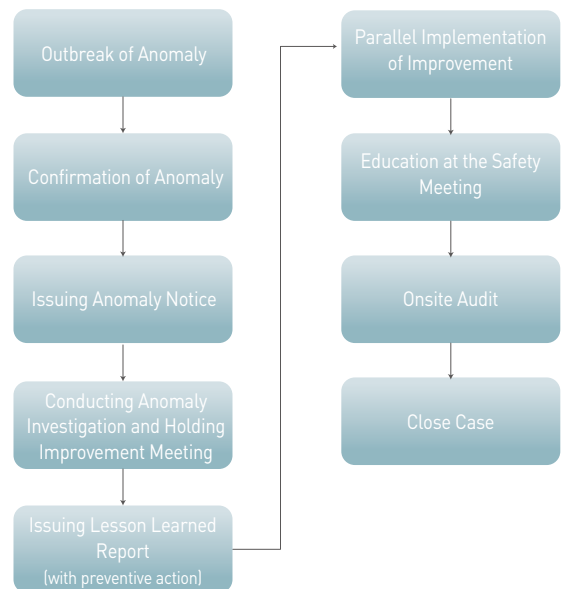 Outbreak of Anomaly
Confirmation of Anomaly
Issuing Anomaly Notice
Conducting Anomaly
Investigation and Holding
Improvement Meeting
Issuing Lesson Learned
Report
(with preventive action)
Parallel Implementation
of Improvement
Education at the Safety
Meeting
Onsite Audit
Close Case